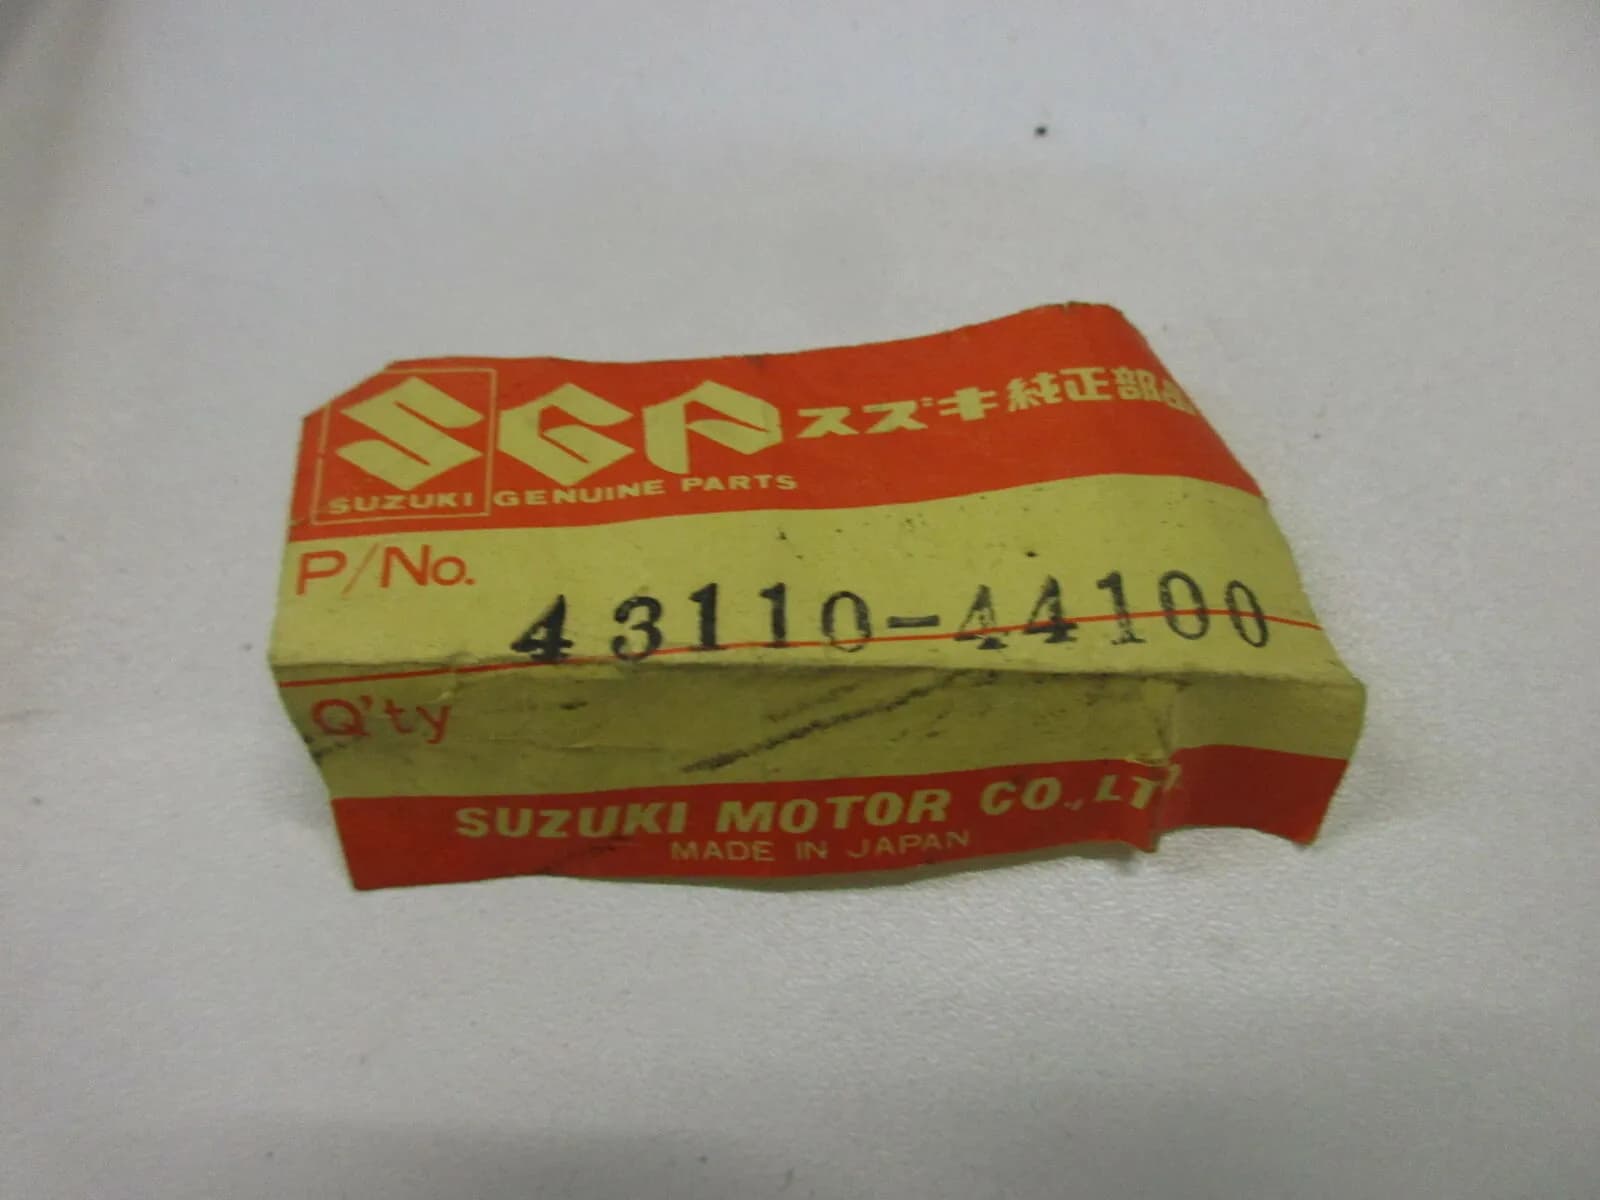 SGP スズキ純正部品
SUZUKI GENUINE PARTS
P/No.
43110-44100
Q'ty
SUZUKI MOTOR CO., LT
MADE IN JAPAN